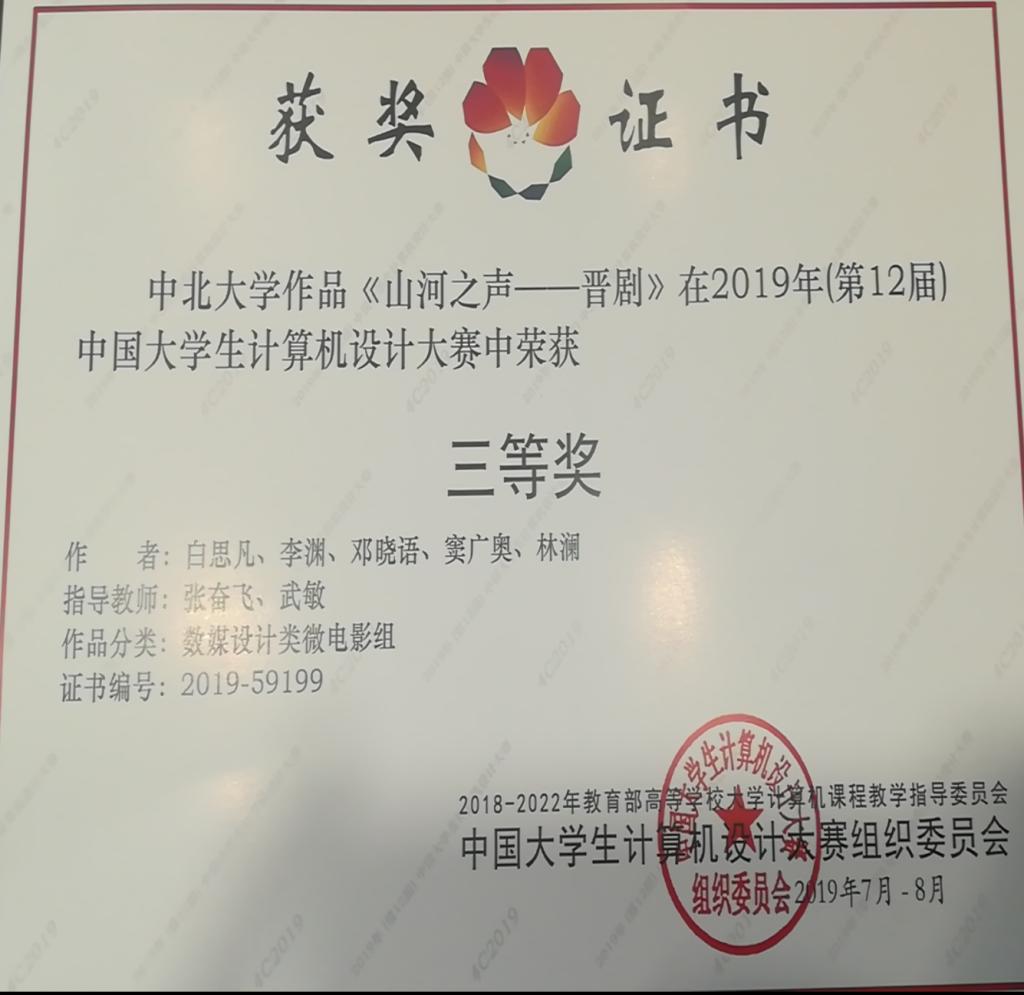 获奖证书
中北大学作品《山河之声——晋剧》在2019年(第12届)
中国大学生计算机设计大赛中荣获
三等奖
作 者：白思凡、李渊、邓晓语、窦广奥、林澜
指导教师：张奋飞、武敏
作品分类：数媒设计类微电影组
证书编号：2019-59199
2018-2022年教育部高等学校大学计算机课程教学指导委员会
中国大学生计算机设计大赛组织委员会
2019年7月-8月
中国大学生计算机设计大赛
组织委员会
4C2019